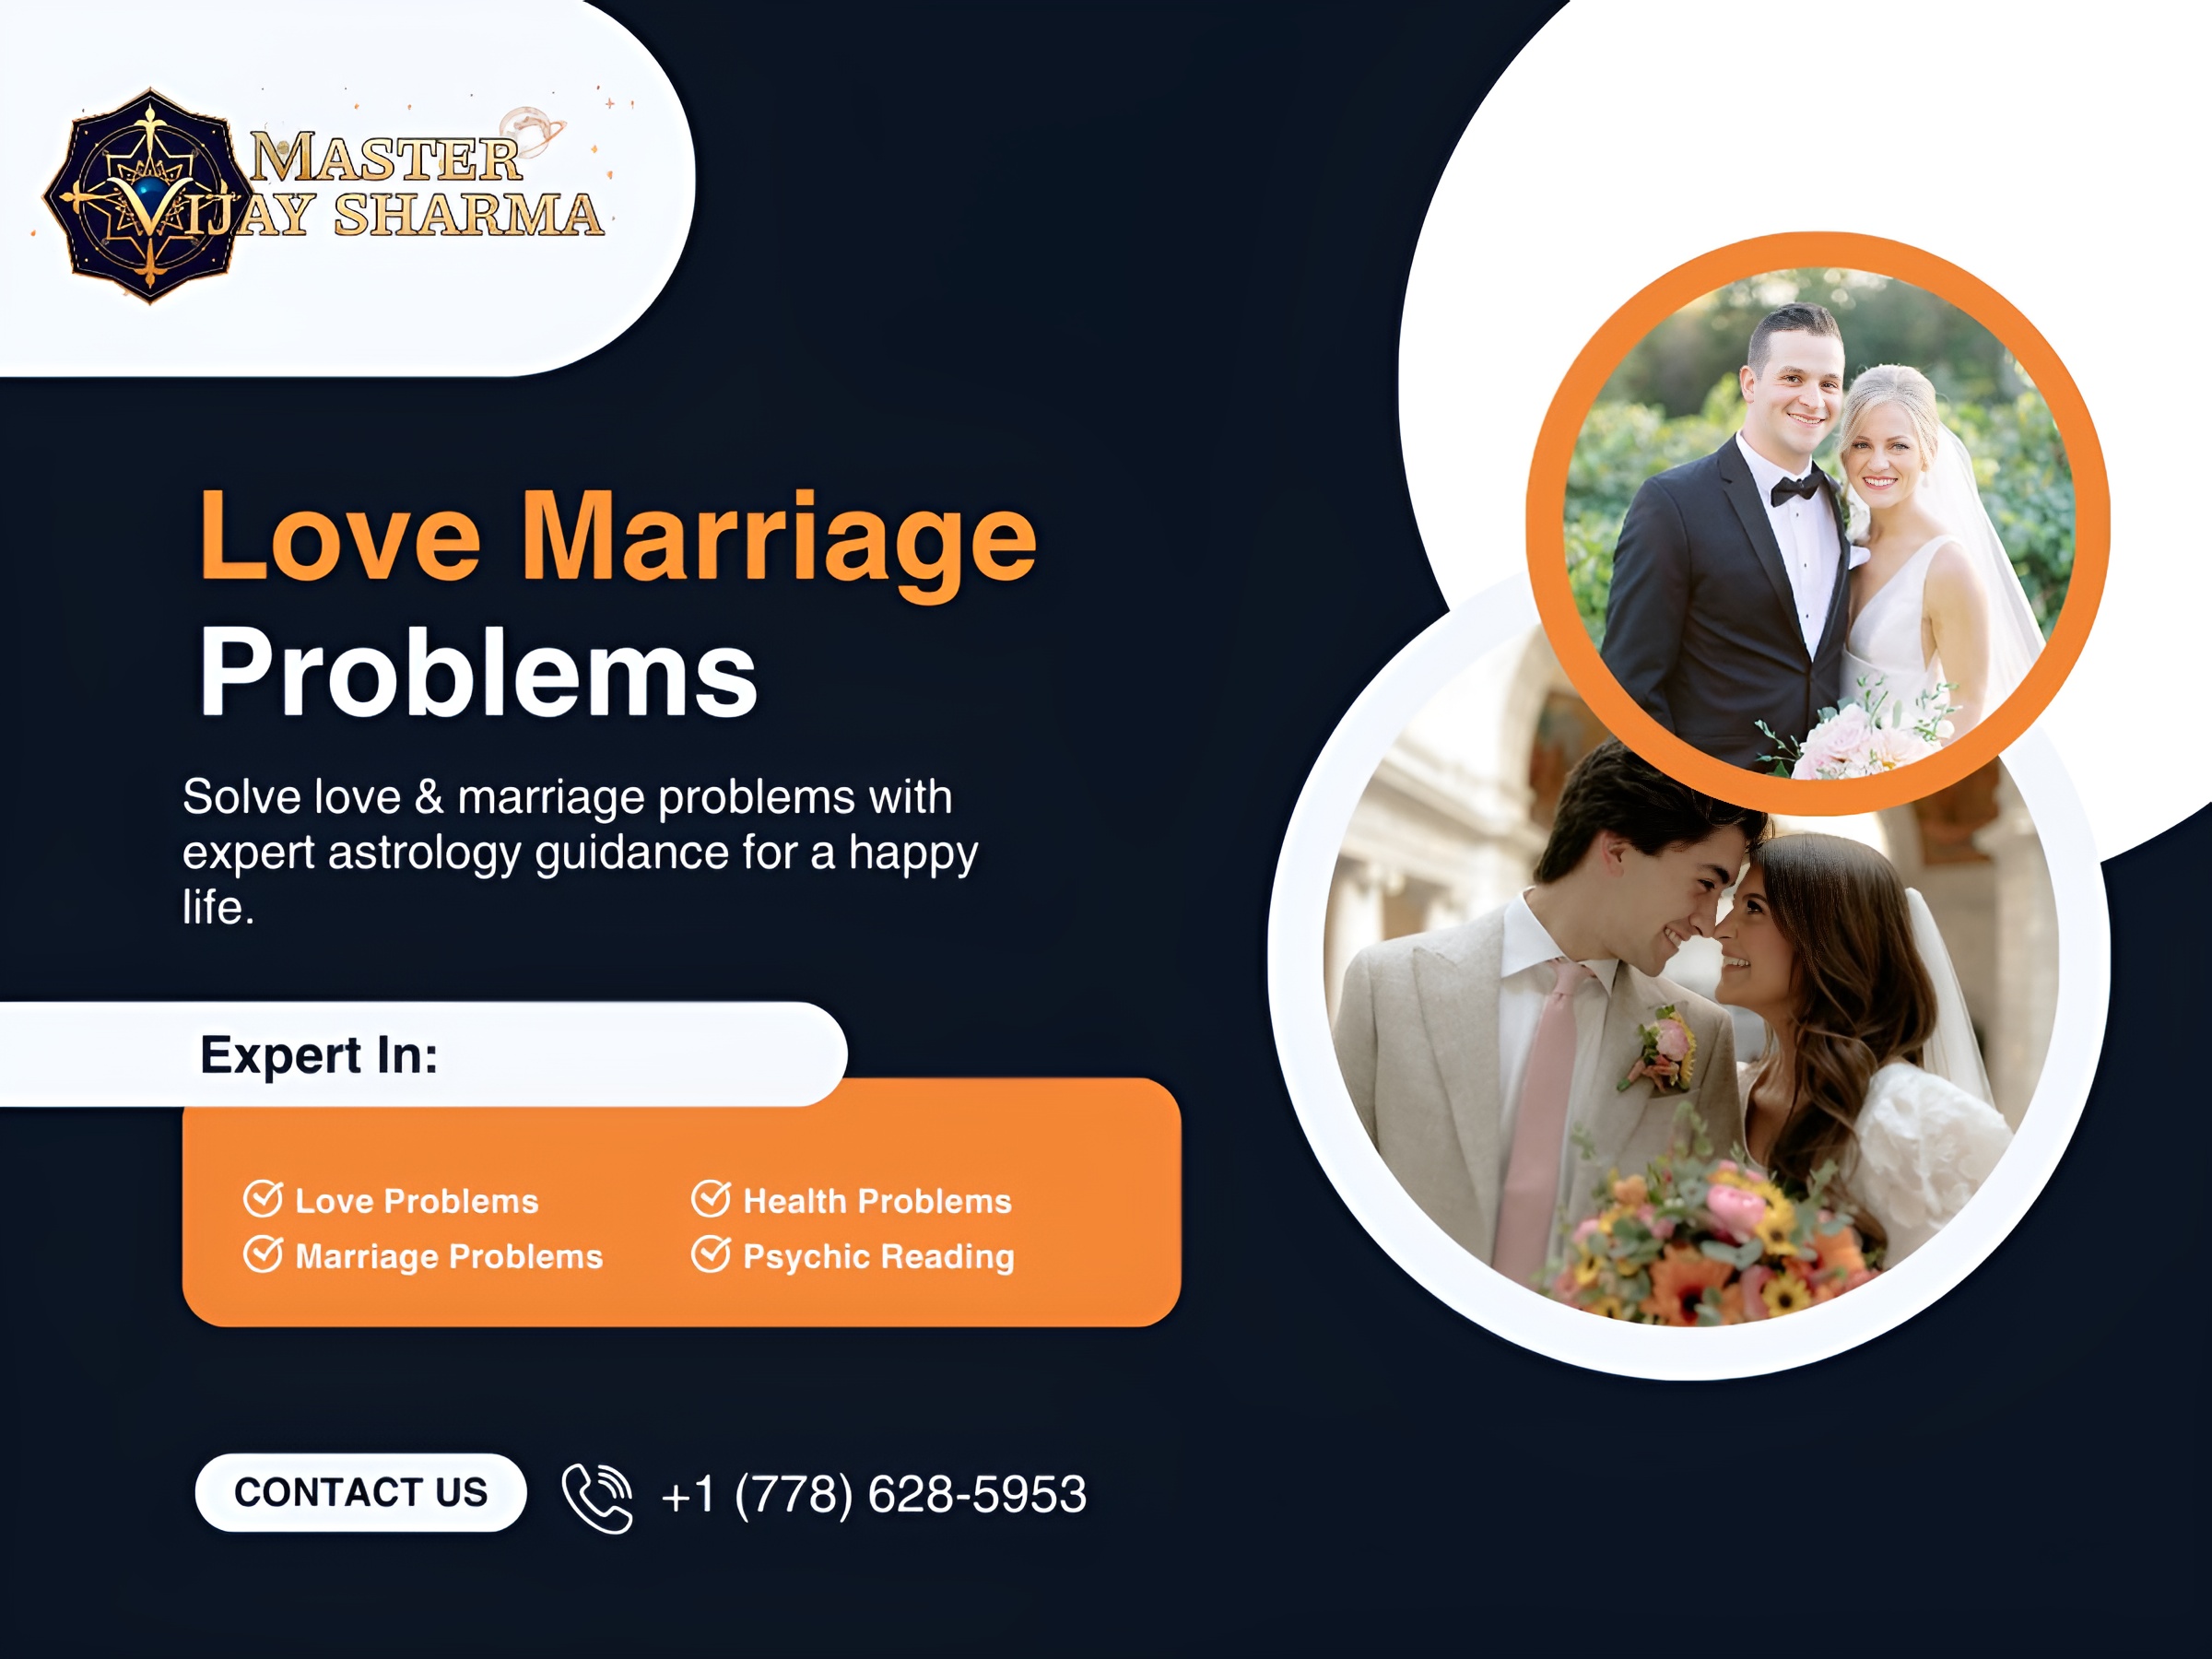 MASTER
VIJAY SHARMA
Love Marriage
Problems
Solve love & marriage problems with
expert astrology guidance for a happy
life.
Expert In:
Love Problems
Marriage Problems
Health Problems
Psychic Reading
CONTACT US
+1 (778) 628-5953